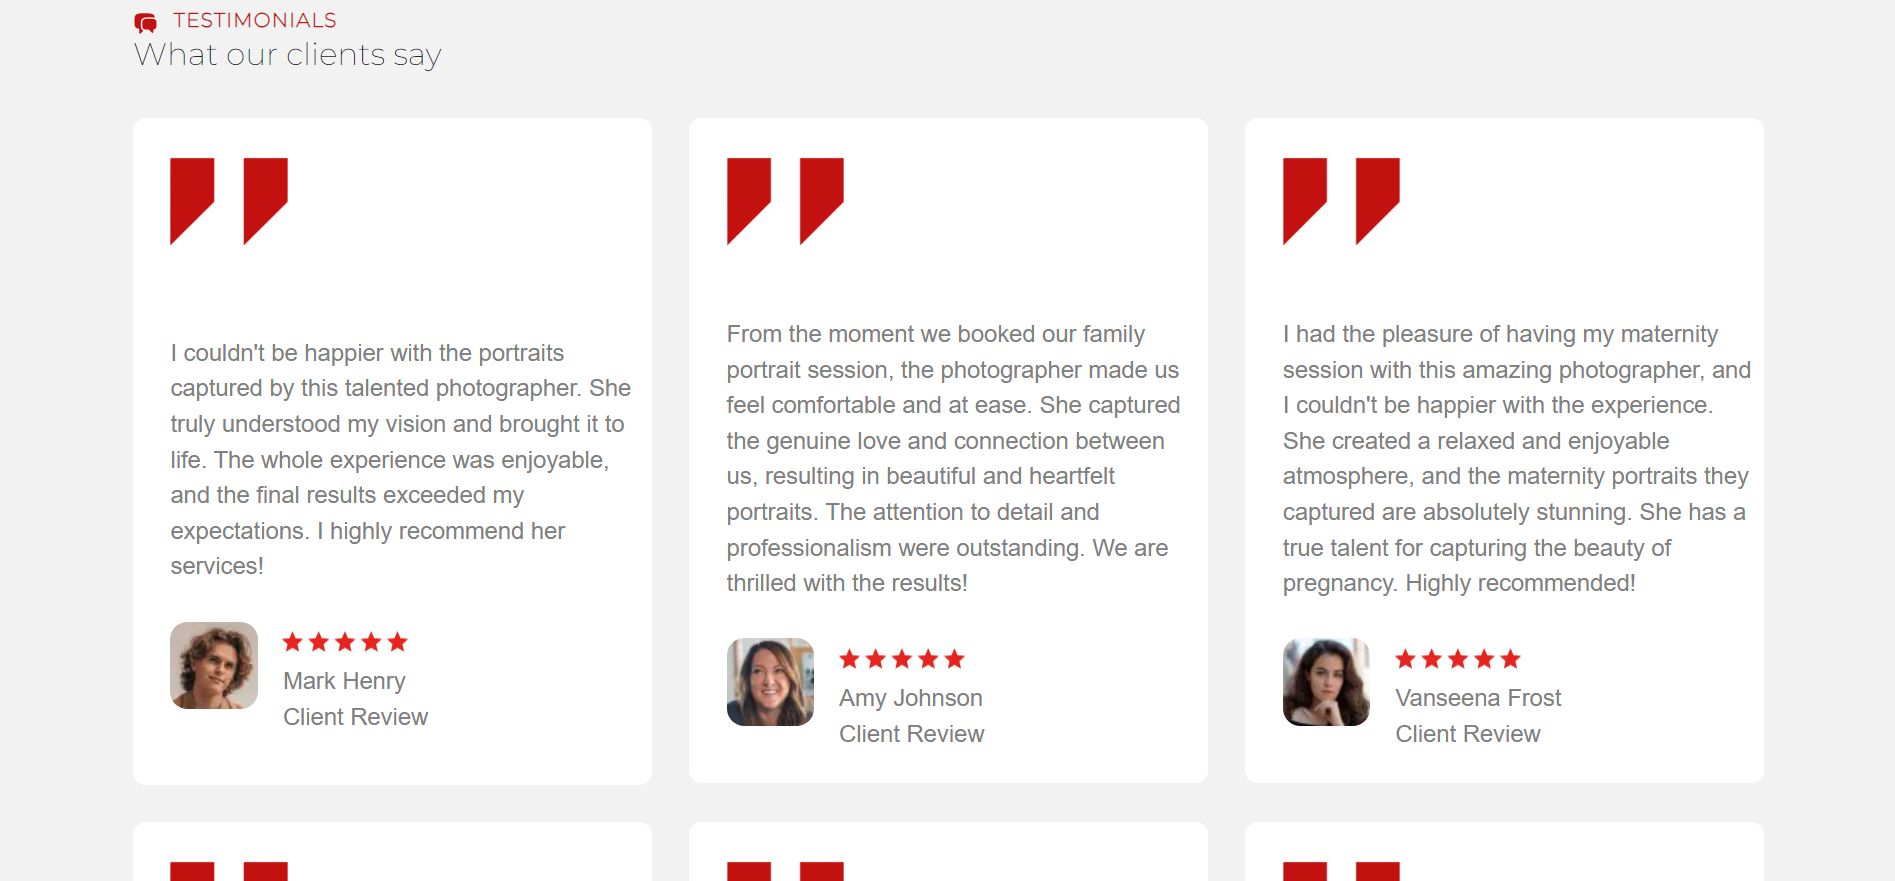 TESTIMONIALS
What our clients say
I couldn't be happier with the portraits
captured by this talented photographer. She
truly understood my vision and brought it to
life. The whole experience was enjoyable,
and the final results exceeded my
expectations. I highly recommend her
services!
Mark Henry
Client Review
From the moment we booked our family
portrait session, the photographer made us
feel comfortable and at ease. She captured
the genuine love and connection between
us, resulting in beautiful and heartfelt
portraits. The attention to detail and
professionalism were outstanding. We are
thrilled with the results!
Amy Johnson
Client Review
I had the pleasure of having my maternity
session with this amazing photographer, and
I couldn't be happier with the experience.
She created a relaxed and enjoyable
atmosphere, and the maternity portraits they
captured are absolutely stunning. She has a
true talent for capturing the beauty of
pregnancy. Highly recommended!
Vanseena Frost
Client Review